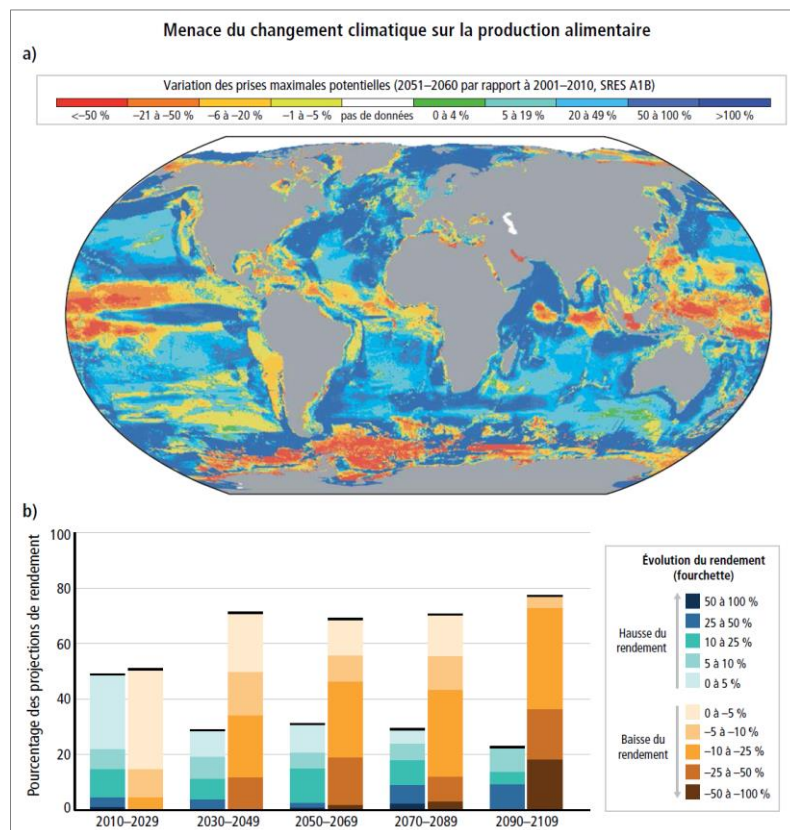 Menace du changement climatique sur la production alimentaire
a)
Variation des prises maximales potentielles (2051–2060 par rapport à 2001–2010, SRES A1B)
<–50 % –21 à –50 % –6 à –20 % –1 à –5 % pas de données 0 à 4 % 5 à 19 % 20 à 49 % 50 à 100 % >100 %
b)
Pourcentage des projections de rendement
100
80
60
40
20
0
2010–2029 2030–2049 2050–2069 2070–2089 2090–2109
Évolution du rendement
(fourchette)
Hausse du
rendement
50 à 100 %
25 à 50 %
10 à 25 %
5 à 10 %
0 à 5 %
Baisse du
rendement
0 à –5 %
–5 à –10 %
–10 à –25 %
–25 à –50 %
–50 à –100 %